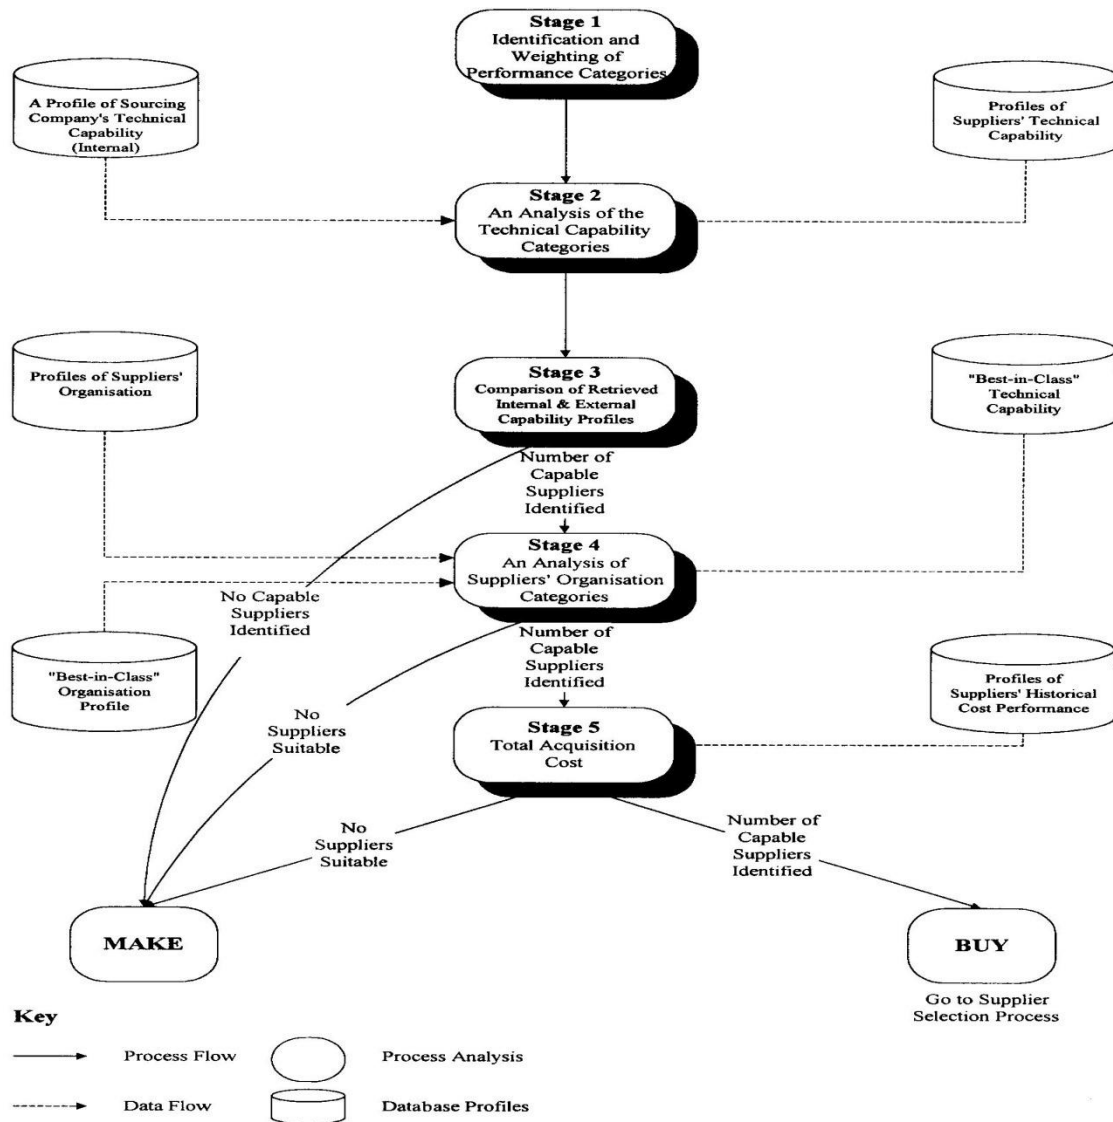 Stage 1
Identification and
Weighting of
Performance Categories
A Profile of Sourcing
Company's Technical
Capability
(Internal)
Profiles of
Suppliers' Technical
Capability
Stage 2
An Analysis of the
Technical Capability
Categories
Profiles of Suppliers'
Organisation
Stage 3
Comparison of Retrieved
Internal & External
Capability Profiles
"Best-in-Class"
Technical
Capability
Number of
Capable
Suppliers
Identified
Stage 4
An Analysis of
Suppliers' Organisation
Categories
No Capable
Suppliers
Identified
Number of
Capable
Suppliers
Identified
"Best-in-Class"
Organisation
Profile
Profiles of
Suppliers' Historical
Cost Performance
No
Suppliers
Suitable
Stage 5
Total Acquisition
Cost
No
Suppliers
Suitable
Number of
Capable
Suppliers
Identified
MAKE
BUY
Go to Supplier
Selection Process
Key
Process Flow
Process Analysis
Data Flow
Database Profiles